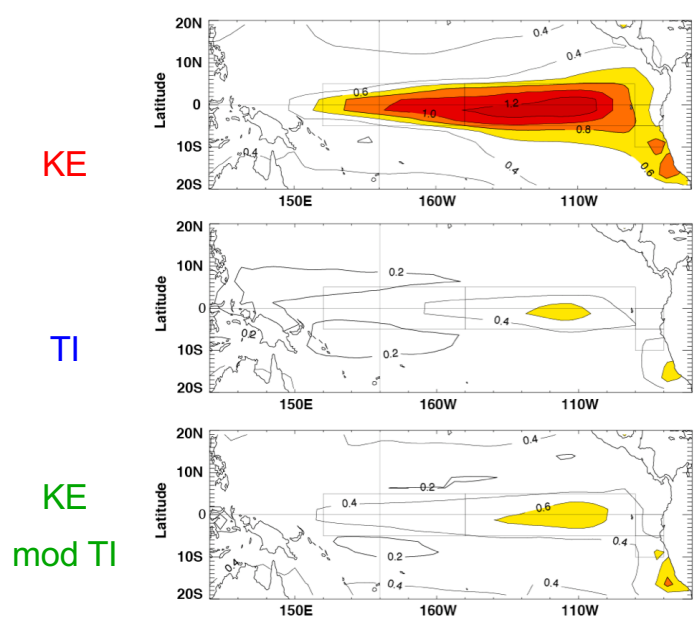 20N
0.4
10N
0.4
0.6
Latitude
0
1.2
1.0
0.8
KE
10S
0.4
0.4
0.6
20S
150E
160W
110W
20N
10N
0.2
Latitude
0
0.4
0.2
TI
10S
0.2
20S
150E
160W
110W
20N
0.4
10N
0.2
KE
0.4
Latitude
0
0.6
0.4
mod TI
10S
0.2
0.4
0.4
0.4
20S
150E
160W
110W